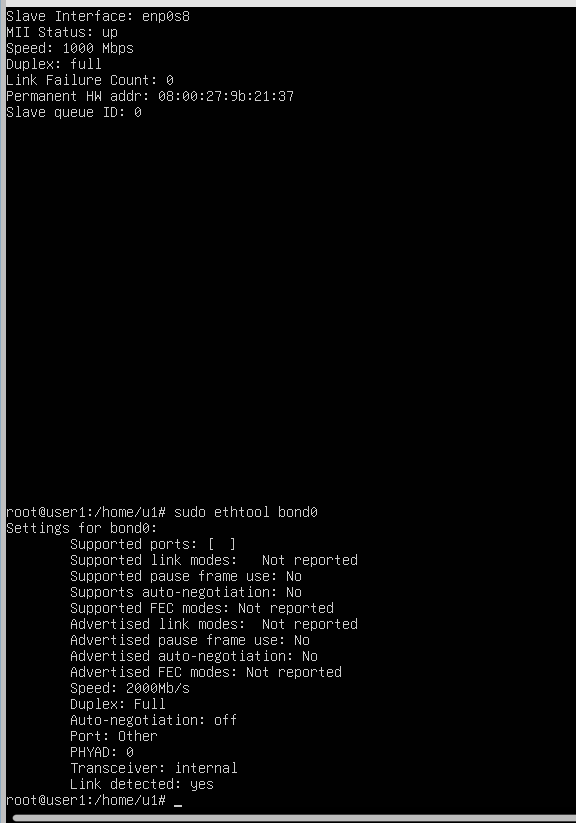 Slave Interface: enp0s8
MII Status: up
Speed: 1000 Mbps
Duplex: full
Link Failure Count: 0
Permanent HW addr: 08:00:27:9b:21:37
Slave queue ID: 0
root@user1:/home/u1# sudo ethtool bond0
Settings for bond0:
        Supported ports: [  ]
        Supported link modes:   Not reported
        Supported pause frame use: No
        Supports auto-negotiation: No
        Supported FEC modes: Not reported
        Advertised link modes:  Not reported
        Advertised pause frame use: No
        Advertised auto-negotiation: No
        Advertised FEC modes: Not reported
        Speed: 2000Mb/s
        Duplex: Full
        Auto-negotiation: off
        Port: Other
        PHYAD: 0
        Transceiver: internal
        Link detected: yes
root@user1:/home/u1# _